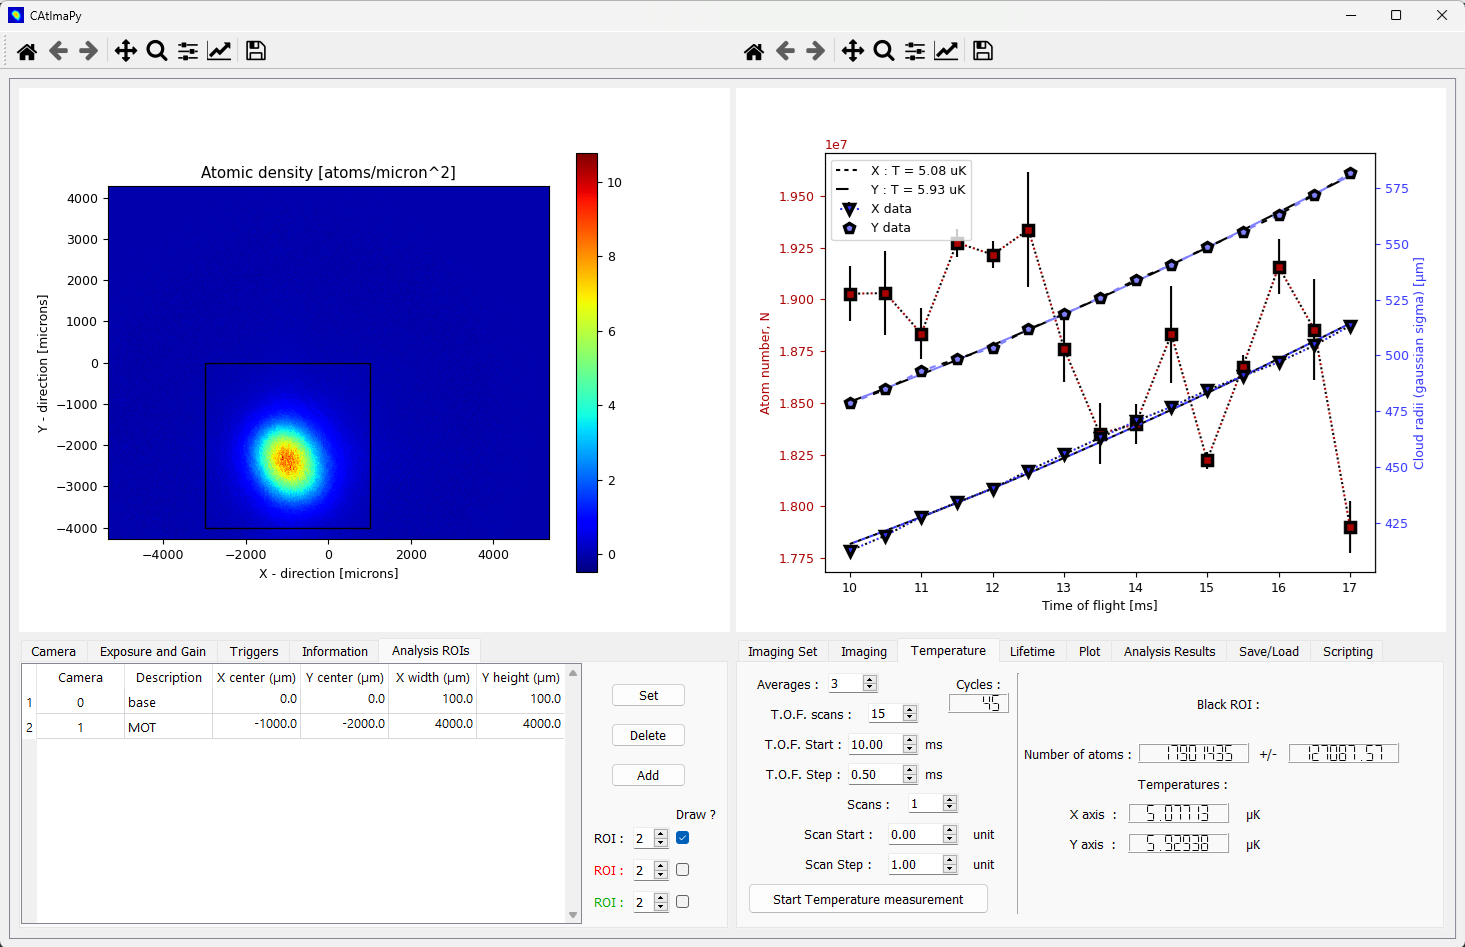 CAtImaPy
Atomic density [atoms/micron^2]
4000
3000
2000
1000
0
−1000
−2000
−3000
−4000
Y - direction [microns]
−4000 −2000 0 2000 4000
X - direction [microns]
10
8
6
4
2
0
1e7
X : T = 5.08 uK
Y : T = 5.93 uK
X data
Y data
1.950
1.925
1.900
1.875
1.850
1.825
1.800
1.775
Atom number, N
575
550
525
500
475
450
425
Cloud radii (gaussian sigma) [µm]
10 11 12 13 14 15 16 17
Time of flight [ms]
Camera Exposure and Gain Triggers Information Analysis ROIs
Camera Description X center (µm) Y center (µm) X width (µm) Y height (µm)
1 0 base 0.0 0.0 100.0 100.0
2 1 MOT -1000.0 -2000.0 4000.0 4000.0
Set
Delete
Add
Draw ?
ROI : 2
ROI : 2
ROI : 2
Imaging Set Imaging Temperature Lifetime Plot Analysis Results Save/Load Scripting
Averages : 3 Cycles :
45
T.O.F. scans : 15
T.O.F. Start : 10.00 ms
T.O.F. Step : 0.50 ms
Scans : 1
Scan Start : 0.00 unit
Scan Step : 1.00 unit
Start Temperature measurement
Black ROI :
Number of atoms : 17901435 +/- 127087.57
Temperatures :
X axis : 5.07713 µK
Y axis : 5.92938 µK